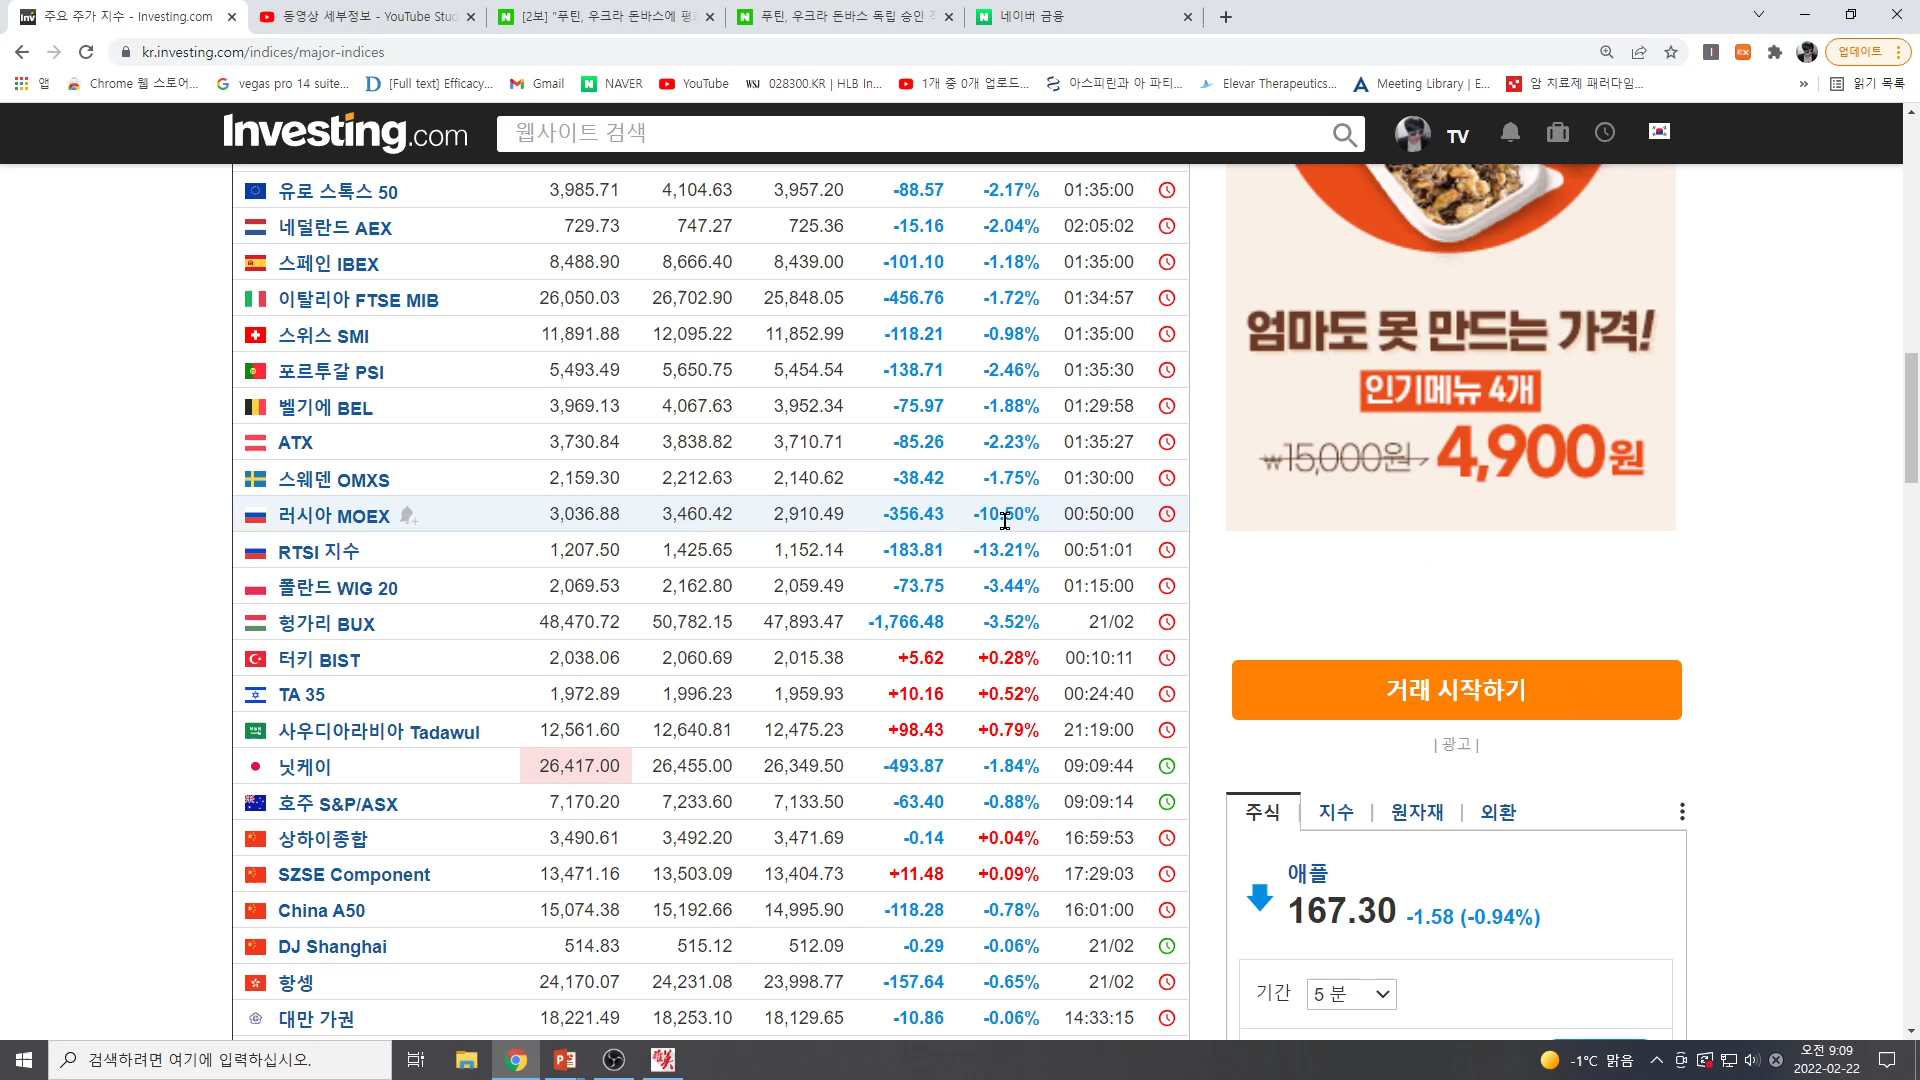 주요 주가 지수 - Investing.com
동영상 세부정보 - YouTube Stud
[2보] "푸틴, 우크라 돈바스에 평
푸틴, 우크라 돈바스 독립 승인
네이버 금융
kr.investing.com/indices/major-indices
업데이트
앱
Chrome 웹 스토어...
vegas pro 14 suite...
[Full text] Efficacy...
Gmail
NAVER
YouTube
WSJ 028300.KR | HLB In...
1개 중 0개 업로드...
아스피린과 아 파티...
Elevar Therapeutics...
Meeting Library | E...
암 치료제 패러다임...
»
읽기 목록
Investing.com
웹사이트 검색
TV
유로 스톡스 50 3,985.71 4,104.63 3,957.20 -88.57 -2.17% 01:35:00
네덜란드 AEX 729.73 747.27 725.36 -15.16 -2.04% 02:05:02
스페인 IBEX 8,488.90 8,666.40 8,439.00 -101.10 -1.18% 01:35:00
이탈리아 FTSE MIB 26,050.03 26,702.90 25,848.05 -456.76 -1.72% 01:34:57
스위스 SMI 11,891.88 12,095.22 11,852.99 -118.21 -0.98% 01:35:00
포르투갈 PSI 5,493.49 5,650.75 5,454.54 -138.71 -2.46% 01:35:30
벨기에 BEL 3,969.13 4,067.63 3,952.34 -75.97 -1.88% 01:29:58
ATX 3,730.84 3,838.82 3,710.71 -85.26 -2.23% 01:35:27
스웨덴 OMXS 2,159.30 2,212.63 2,140.62 -38.42 -1.75% 01:30:00
러시아 MOEX 3,036.88 3,460.42 2,910.49 -356.43 -10.50% 00:50:00
RTSI 지수 1,207.50 1,425.65 1,152.14 -183.81 -13.21% 00:51:01
폴란드 WIG 20 2,069.53 2,162.80 2,059.49 -73.75 -3.44% 01:15:00
헝가리 BUX 48,470.72 50,782.15 47,893.47 -1,766.48 -3.52% 21/02
터키 BIST 2,038.06 2,060.69 2,015.38 +5.62 +0.28% 00:10:11
TA 35 1,972.89 1,996.23 1,959.93 +10.16 +0.52% 00:24:40
사우디아라비아 Tadawul 12,561.60 12,640.81 12,475.23 +98.43 +0.79% 21:19:00
닛케이 26,417.00 26,455.00 26,349.50 -493.87 -1.84% 09:09:44
호주 S&P/ASX 7,170.20 7,233.60 7,133.50 -63.40 -0.88% 09:09:14
상하이종합 3,490.61 3,492.20 3,471.69 -0.14 +0.04% 16:59:53
SZSE Component 13,471.16 13,503.09 13,404.73 +11.48 +0.09% 17:29:03
China A50 15,074.38 15,192.66 14,995.90 -118.28 -0.78% 16:01:00
DJ Shanghai 514.83 515.12 512.09 -0.29 -0.06% 21/02
항셍 24,170.07 24,231.08 23,998.77 -157.64 -0.65% 21/02
대만 가권 18,221.49 18,253.10 18,129.65 -10.86 -0.06% 14:33:15
엄마도 못 만드는 가격!
인기메뉴 4개
₩15,000원→ 4,900원
거래 시작하기
| 광고 |
주식 | 지수 | 원자재 | 외환
애플
167.30 -1.58 (-0.94%)
기간 5 분
검색하려면 여기에 입력하십시오.
-1°C 맑음
오전 9:09
2022-02-22